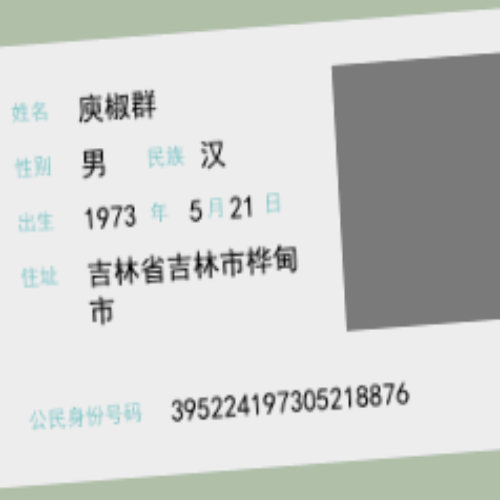 姓名 庾椒群
性别 男 民族 汉
出生 1973 年 5 月 21 日
住址 吉林省吉林市桦甸
市
公民身份号码 395224197305218876